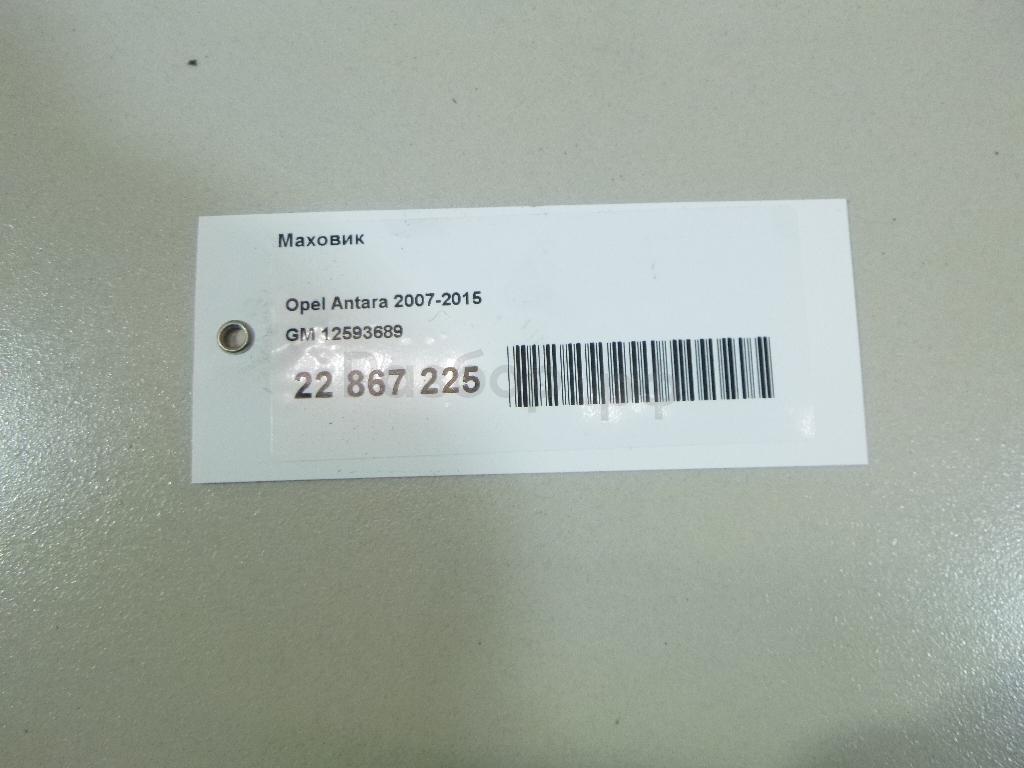 Маховик
Opel Antara 2007-2015
GM 12593689
22 867 225